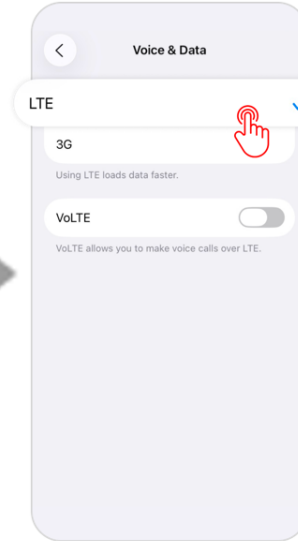 Voice & Data
LTE
3G
Using LTE loads data faster.
VoLTE
VoLTE allows you to make voice calls over LTE.